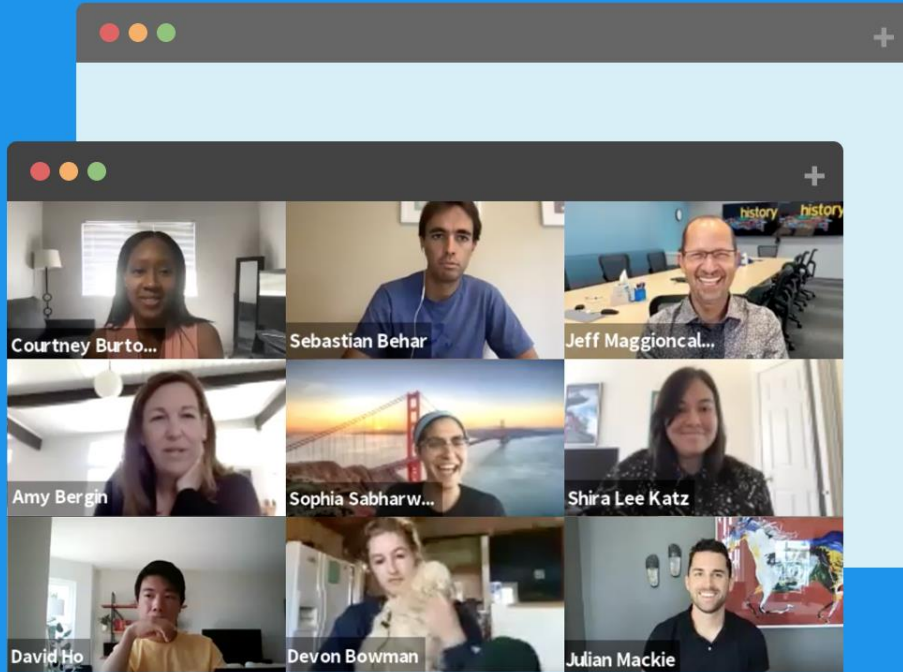 history history
Courtney Burto...
Sebastian Behar
Jeff Maggioncal...
Amy Bergin
Sophia Sabharw...
Shira Lee Katz
David Ho
Devon Bowman
Julian Mackie